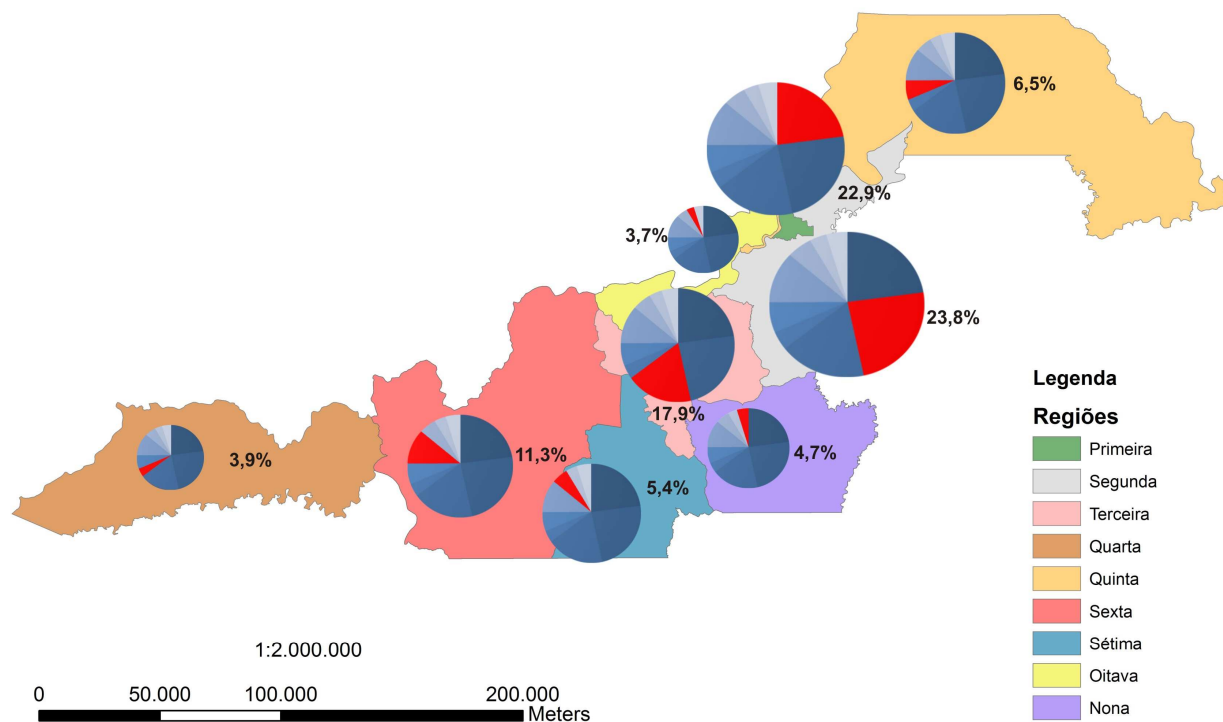 6,5%
22,9%
3,7%
23,8%
17,9%
11,3%
3,9%
5,4%
4,7%
Legenda
Regiões
Primeira
Segunda
Terceira
Quarta
Quinta
Sexta
Sétima
Oitava
Nona
1:2.000.000
0 50.000 100.000 200.000
Meters